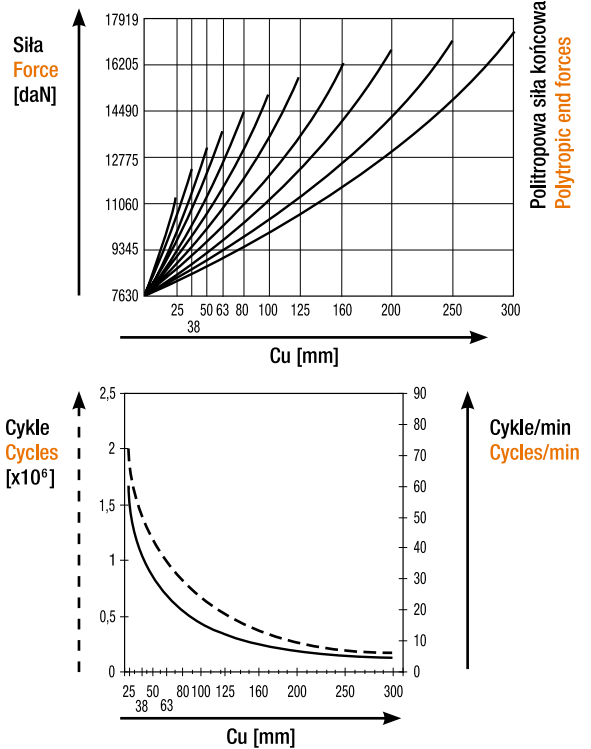 Siła
Force
[daN]
17919
16205
14490
12775
11060
9345
7630
25 50 63 80 100 125 160 200 250 300
38
Cu [mm]
Politropowa siła końcowa
Polytropic end forces
Cykle
Cycles
[x10⁶]
2,5
2
1,5
1
0,5
0
90
80
70
60
50
40
30
20
10
0
Cykle/min
Cycles/min
25 50 80 100 125 160 200 250 300
38 63
Cu [mm]